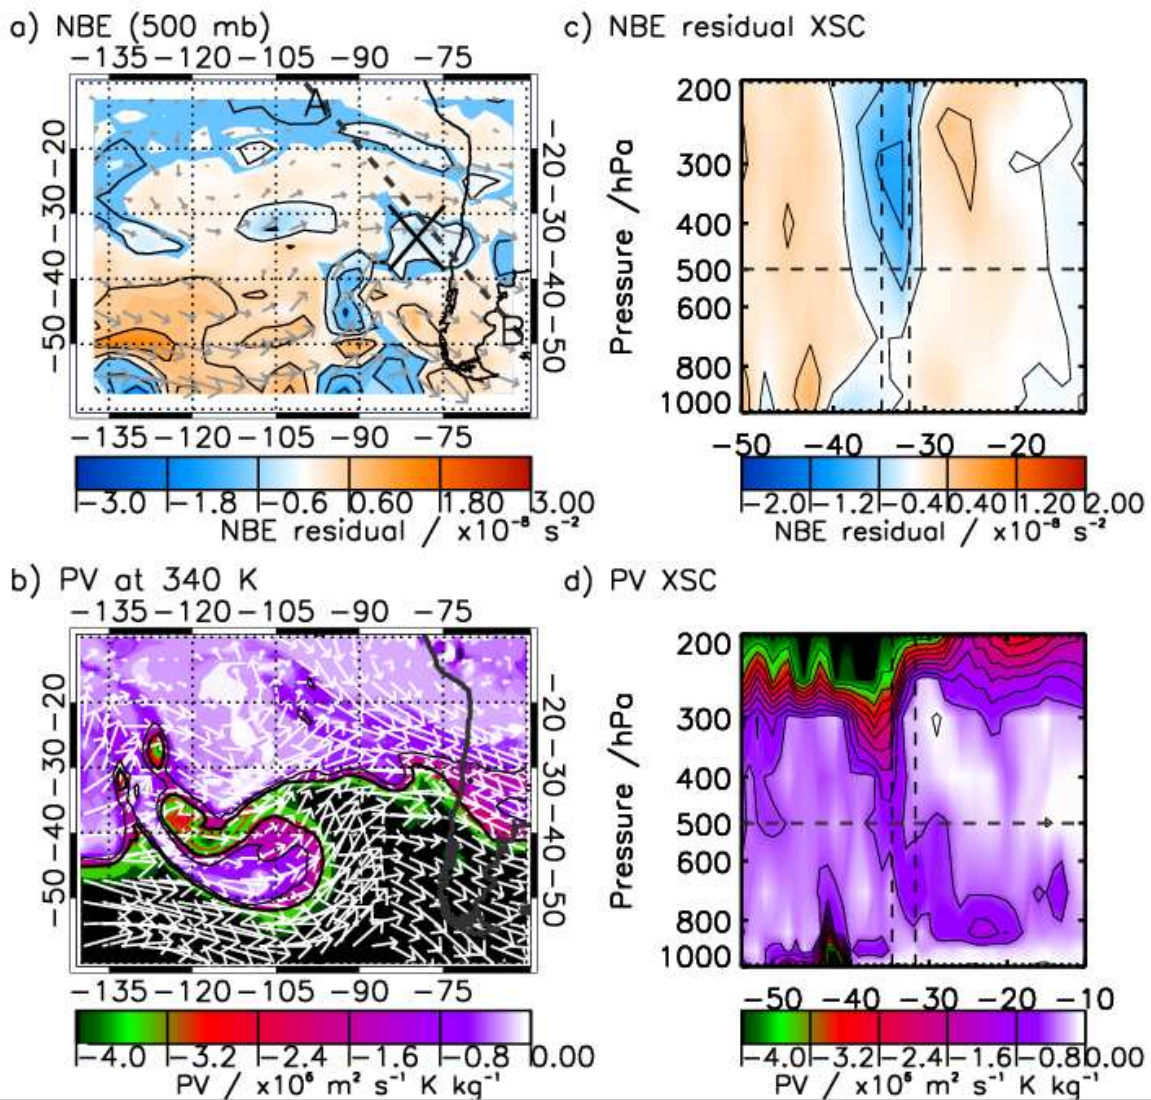 a) NBE (500 mb)
−135 −120 −105 −90 −75
A
B
−20
−30
−40
−50
−20
−30
−40
−50
−135 −120 −105 −90 −75
−3.0 −1.8 −0.6 0.60 1.80 3.00
NBE residual / x10⁻⁸ s⁻²
c) NBE residual XSC
Pressure /hPa
200
300
400
500
600
800
1000
−50 −40 −30 −20
−2.0 −1.2 −0.4 0.40 1.20 2.00
NBE residual / x10⁻⁸ s⁻²
b) PV at 340 K
−135 −120 −105 −90 −75
−20
−30
−40
−50
−20
−30
−40
−50
−135 −120 −105 −90 −75
−4.0 −3.2 −2.4 −1.6 −0.8 0.00
PV / x10⁶ m² s⁻¹ K kg⁻¹
d) PV XSC
Pressure /hPa
200
300
400
500
600
800
1000
−50 −40 −30 −20 −10
−4.0 −3.2 −2.4 −1.6 −0.8 0.00
PV / x10⁶ m² s⁻¹ K kg⁻¹